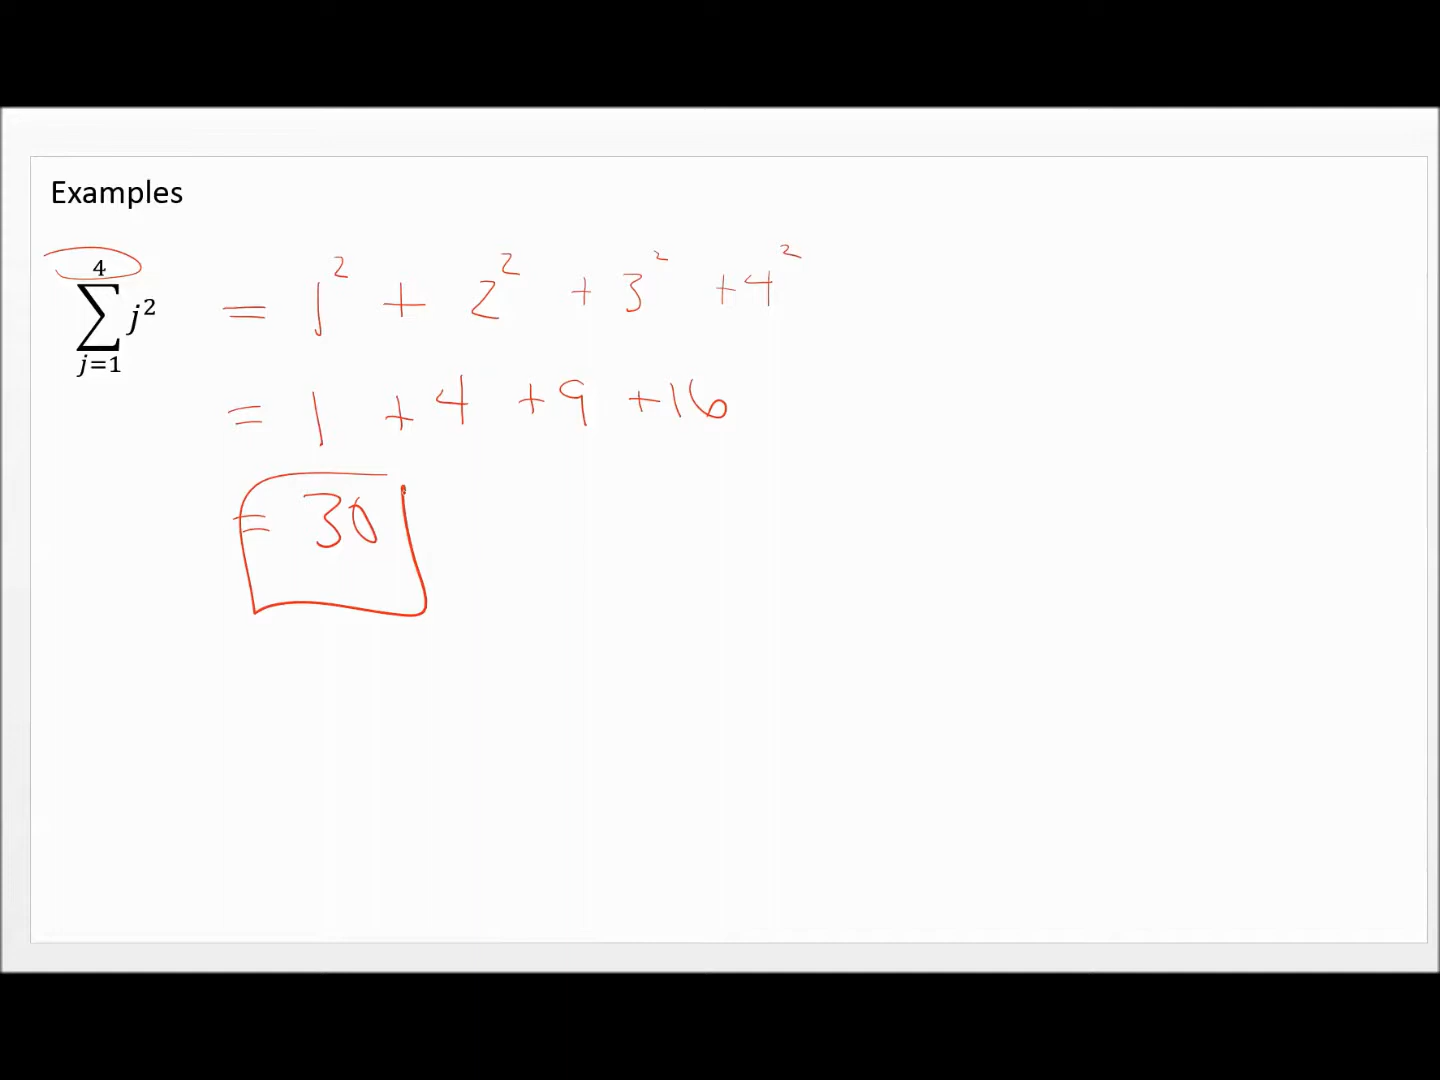 Examples
4
∑ j² = 1² + 2² + 3² + 4²
j=1
= 1 + 4 + 9 + 16
= 30